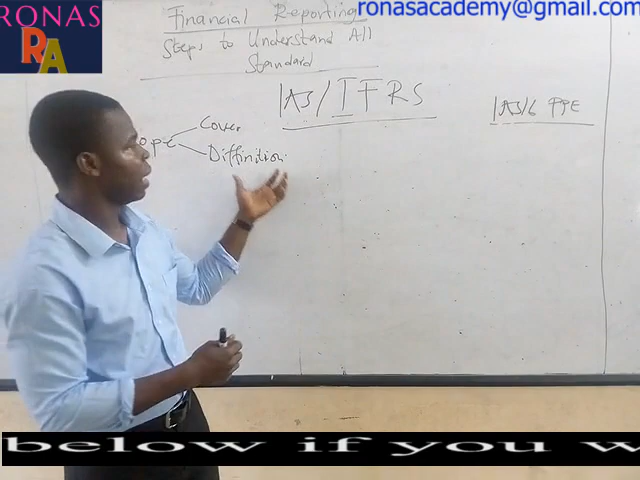 RONAS
RA
ronasacademy@gmail.com
Financial Reporting
Steps to Understand All
Standard
IAS/IFRS
IAS16 PPE
ope
Cover
Diffinition
below if you w